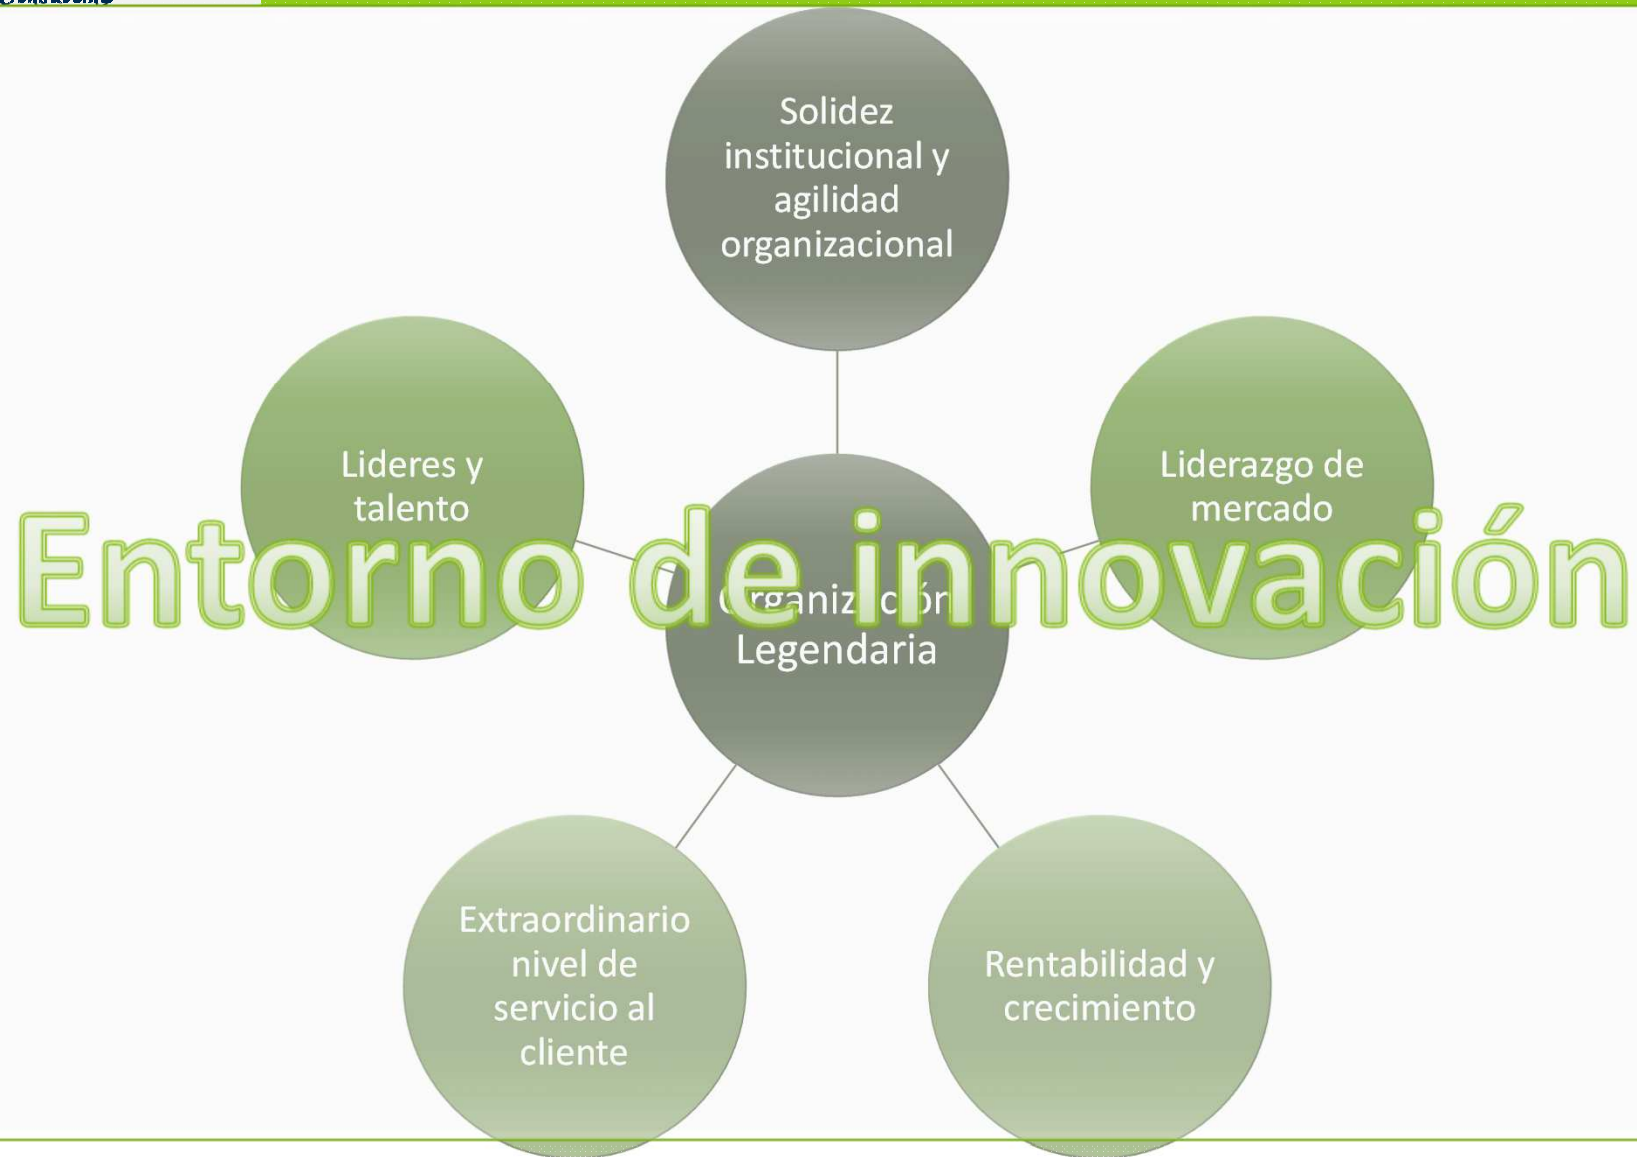 Solidez
institucional y
agilidad
organizacional
Lideres y
talento
Liderazgo de
mercado
Entorno de innovación
Organización
Legendaria
Extraordinario
nivel de
servicio al
cliente
Rentabilidad y
crecimiento